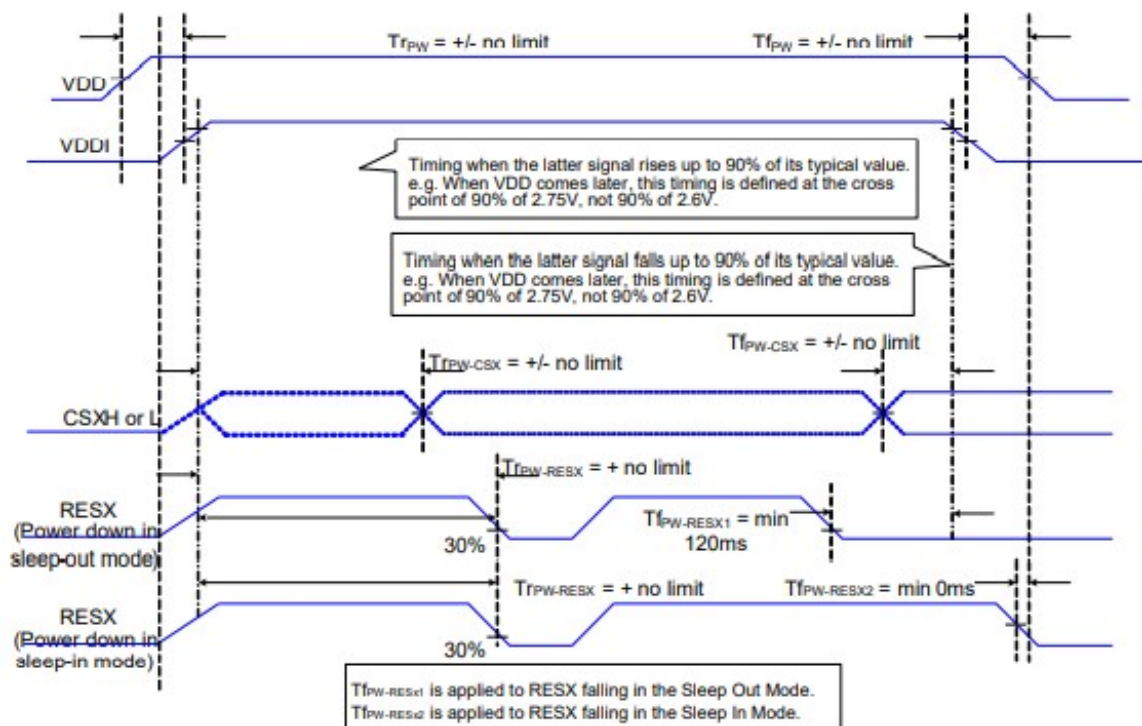 TrPW = +/- no limit
TfPW = +/- no limit
VDD
VDDI
Timing when the latter signal rises up to 90% of its typical value.
e.g. When VDD comes later, this timing is defined at the cross
point of 90% of 2.75V, not 90% of 2.6V.
Timing when the latter signal falls up to 90% of its typical value.
e.g. When VDD comes later, this timing is defined at the cross
point of 90% of 2.75V, not 90% of 2.6V.
TrPW-CSX = +/- no limit
TfPW-CSX = +/- no limit
CSXH or L
TrPW-RESX = + no limit
RESX
(Power down in
sleep-out mode)
30%
TfPW-RESX1 = min
120ms
TrPW-RESX = + no limit
TfPW-RESX2 = min 0ms
RESX
(Power down in
sleep-in mode)
30%
TfPW-RESx1 is applied to RESX falling in the Sleep Out Mode.
TfPW-RESx2 is applied to RESX falling in the Sleep In Mode.